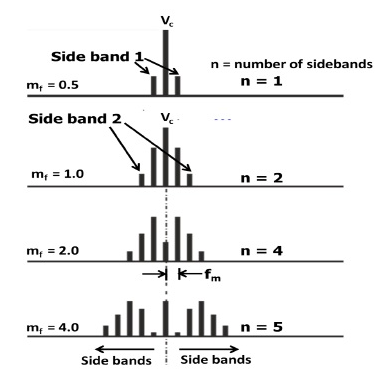 Vc
Side band 1
n = number of sidebands
mf = 0.5
n = 1
Side band 2
Vc
mf = 1.0
n = 2
mf = 2.0
n = 4
fm
mf = 4.0
n = 5
Side bands
Side bands